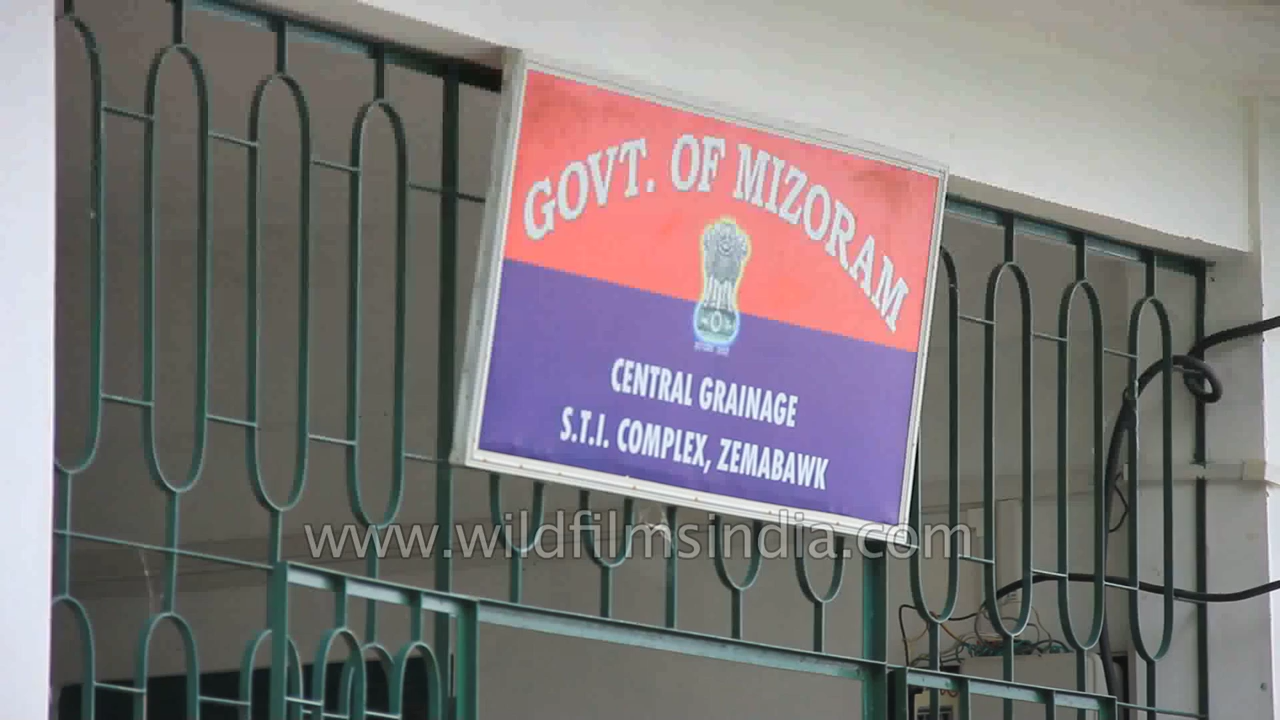 GOVT. OF MIZORAM
CENTRAL GRAINAGE
S.T.I. COMPLEX, ZEMABAWK
www.wildfilmsindia.com